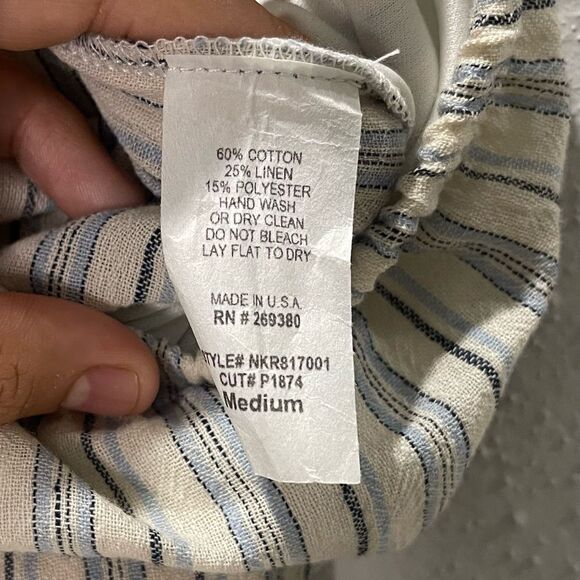 60% COTTON
25% LINEN
15% POLYESTER
HAND WASH
OR DRY CLEAN
DO NOT BLEACH
LAY FLAT TO DRY
MADE IN U.S.A.
RN # 269380
STYLE# NKR817001
CUT# P1874
Medium